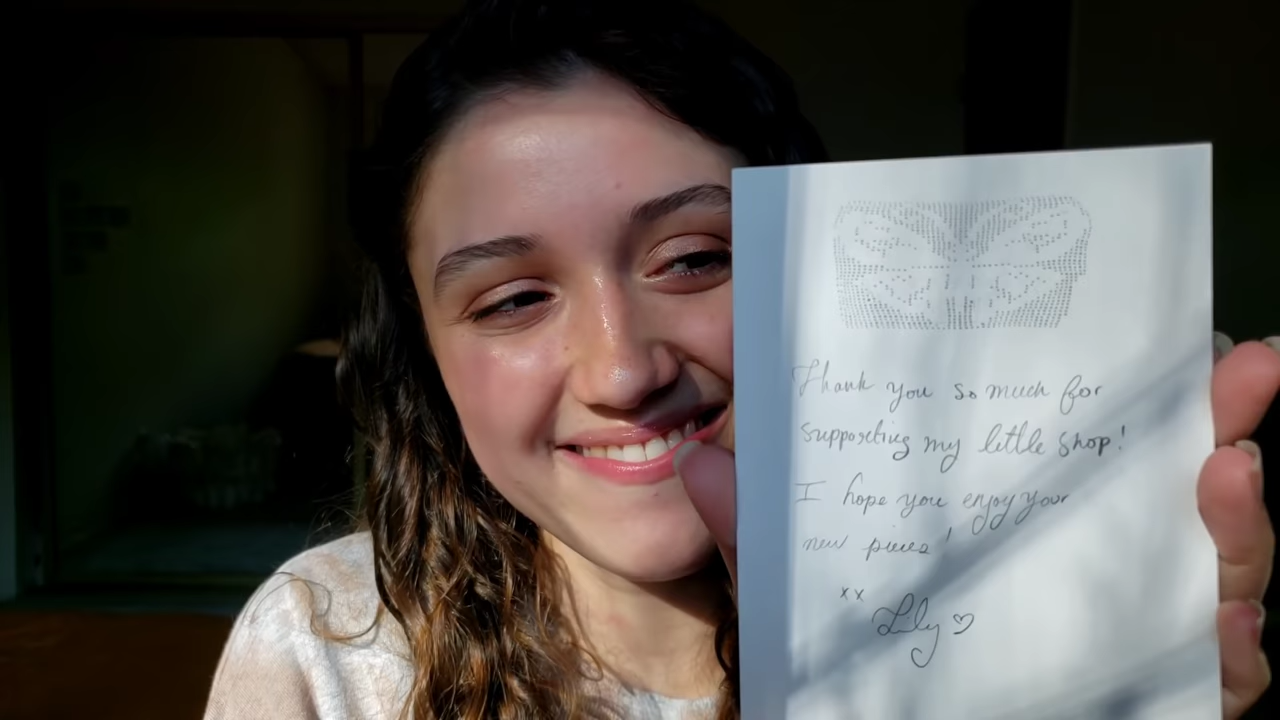 Thank you so much for
supporting my little shop!
I hope you enjoy your
new pieces!
xx
Lily ♡